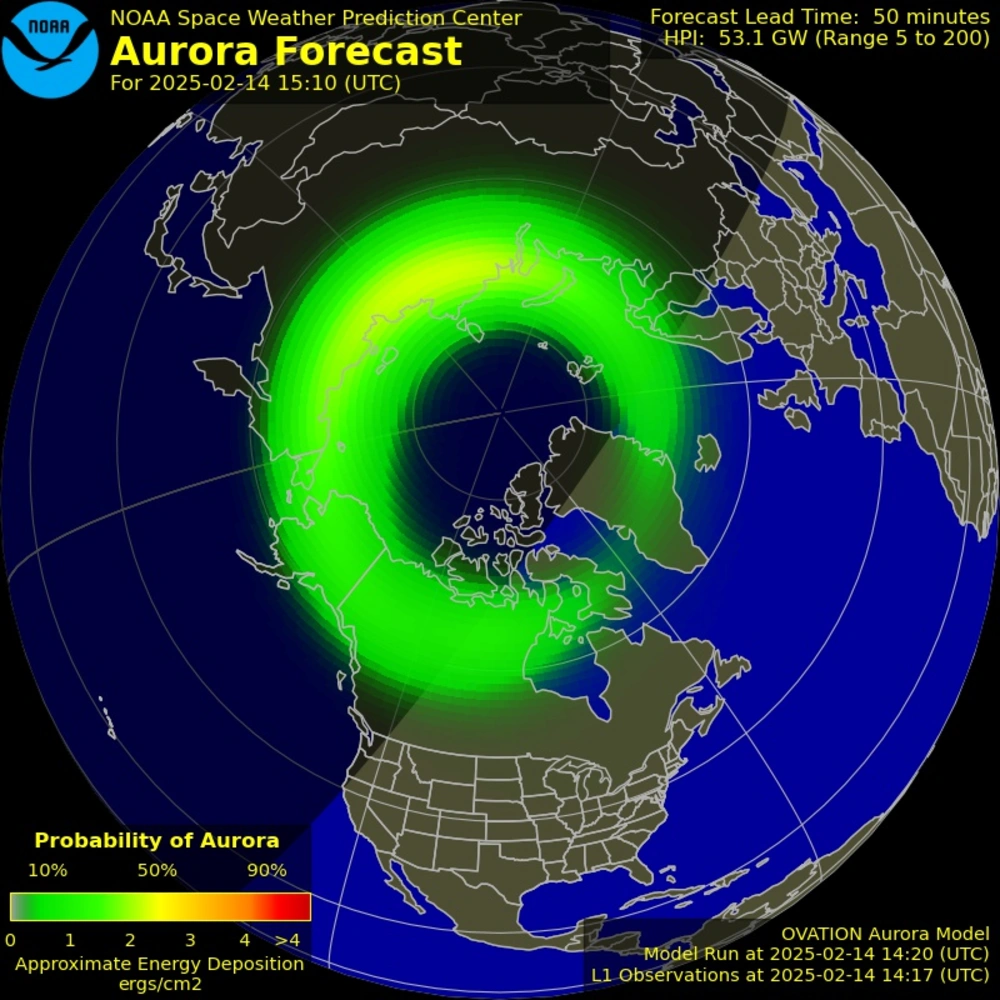 NOAA
NOAA Space Weather Prediction Center
Aurora Forecast
For 2025-02-14 15:10 (UTC)
Forecast Lead Time: 50 minutes
HPI: 53.1 GW (Range 5 to 200)
Probability of Aurora
10% 50% 90%
0 1 2 3 4 >4
Approximate Energy Deposition
ergs/cm2
OVATION Aurora Model
Model Run at 2025-02-14 14:20 (UTC)
L1 Observations at 2025-02-14 14:17 (UTC)